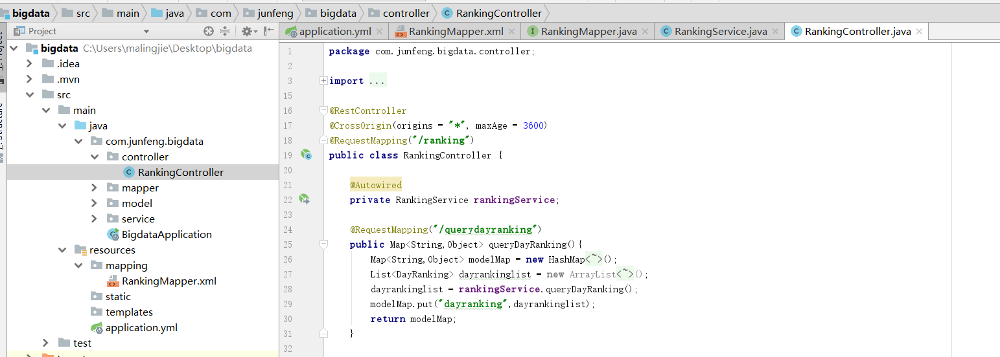 bigdata src main java com junfeng bigdata controller RankingController
Project
application.yml RankingMapper.xml RankingMapper.java RankingService.java RankingController.java
bigdata C:\Users\malingjie\Desktop\bigdata
.idea
.mvn
src
main
java
com.junfeng.bigdata
controller
RankingController
mapper
model
service
BigdataApplication
resources
mapping
RankingMapper.xml
static
templates
application.yml
test
1 package com.junfeng.bigdata.controller;
2
3 import ...
15
16 @RestController
17 @CrossOrigin(origins = "*", maxAge = 3600)
18 @RequestMapping("/ranking")
19 public class RankingController {
20
21 @Autowired
22 private RankingService rankingService;
23
24 @RequestMapping("/querydayranking")
25 public Map<String,Object> queryDayRanking(){
26 Map<String,Object> modelMap = new HashMap<~>();
27 List<DayRanking> dayrankinglist = new ArrayList<~>();
28 dayrankinglist = rankingService.queryDayRanking();
29 modelMap.put("dayranking",dayrankinglist);
30 return modelMap;
31 }
32